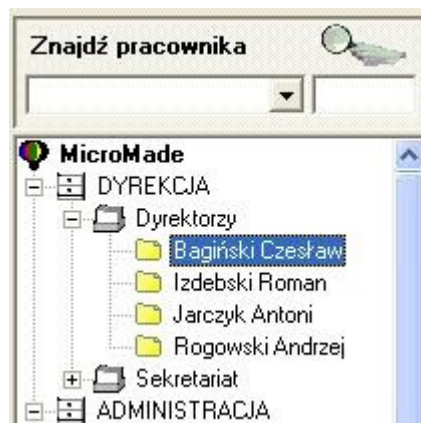 Znajdź pracownika
MicroMade
DYREKCJA
Dyrektorzy
Bagiński Czesław
Izdebski Roman
Jarczyk Antoni
Rogowski Andrzej
Sekretariat
ADMINISTRACJA